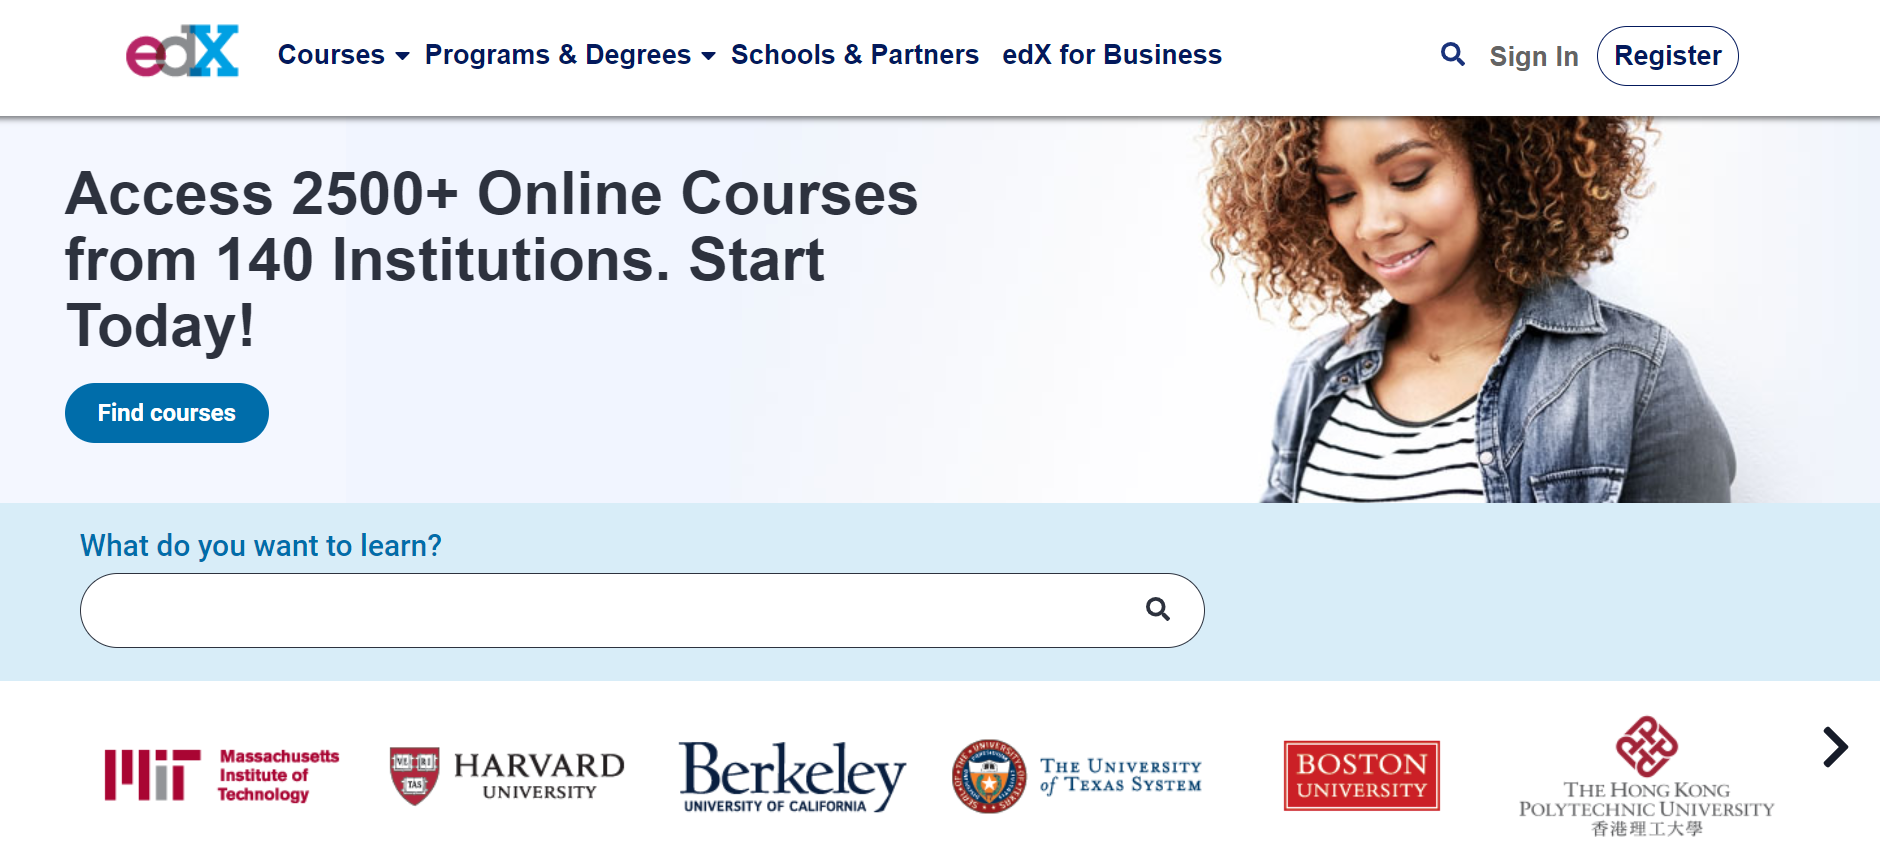 edX
Courses
Programs & Degrees
Schools & Partners
edX for Business
Sign In
Register
Access 2500+ Online Courses
from 140 Institutions. Start
Today!
Find courses
What do you want to learn?
MIT
Massachusetts
Institute of
Technology
VE RI
TAS
HARVARD
UNIVERSITY
Berkeley
UNIVERSITY OF CALIFORNIA
THE UNIVERSITY
of TEXAS SYSTEM
BOSTON
UNIVERSITY
THE HONG KONG
POLYTECHNIC UNIVERSITY
香港理工大學